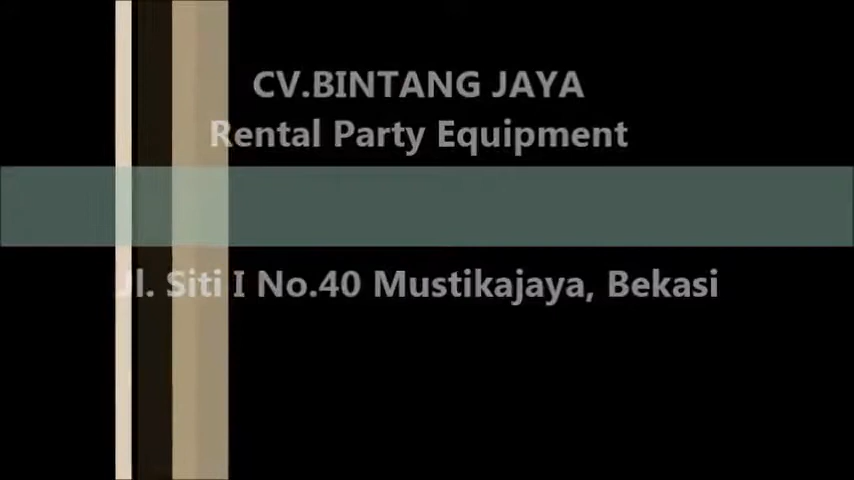 CV.BINTANG JAYA
Rental Party Equipment
Jl. Siti I No.40 Mustikajaya, Bekasi